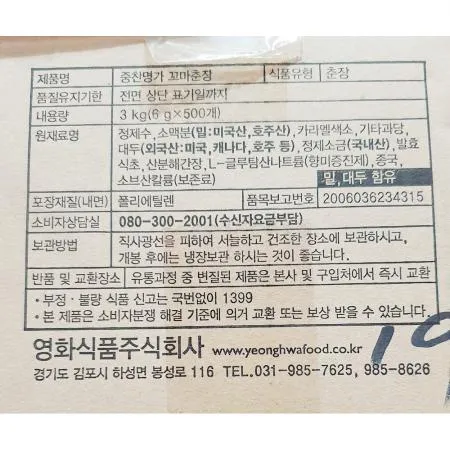 제품명 중찬명가 꼬마춘장 식품유형 춘장
품질유지기한 전면 상단 표기일까지
내용량 3 kg(6 g×500개)
원재료명 정제수, 소맥분(밀:미국산,호주산), 카라멜색소, 기타과당,
대두(외국산:미국, 캐나다, 호주 등), 정제소금(국내산), 발효
식초, 산분해간장, L-글루탐산나트륨(향미증진제), 종국,
소브산칼륨(보존료) 밀, 대두 함유
포장재질(내면) 폴리에틸렌 품목보고번호 2006036234315
소비자상담실 080-300-2001(수신자요금부담)
보관방법 직사광선을 피하여 서늘하고 건조한 장소에 보관하시고,
개봉 후에는 냉장보관 하시는 것이 좋습니다.
반품 및 교환장소 유통과정 중 변질된 제품은 본사 및 구입처에서 즉시 교환
• 부정·불량 식품 신고는 국번없이 1399
• 본 제품은 소비자분쟁 해결 기준에 의거 교환 또는 보상 받을 수 있습니다.
영화식품주식회사 www.yeonghwafood.co.kr
경기도 김포시 하성면 봉성로 116 TEL.031-985-7625, 985-8626